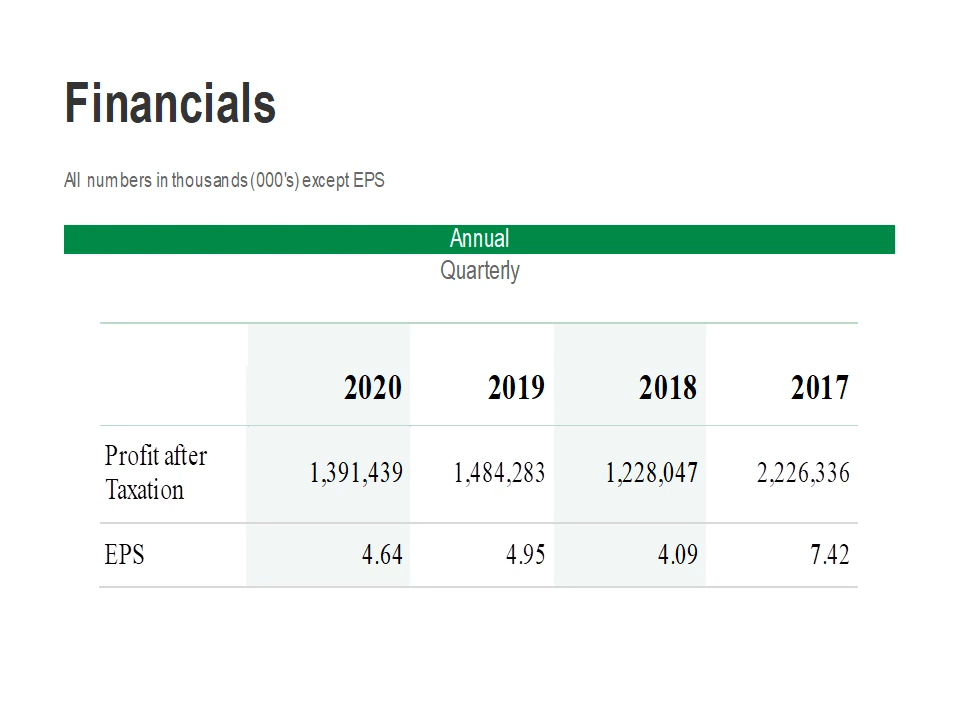 Financials
All numbers in thousands (000's) except EPS
Annual
Quarterly
2020 2019 2018 2017
Profit after
Taxation
1,391,439 1,484,283 1,228,047 2,226,336
EPS 4.64 4.95 4.09 7.42